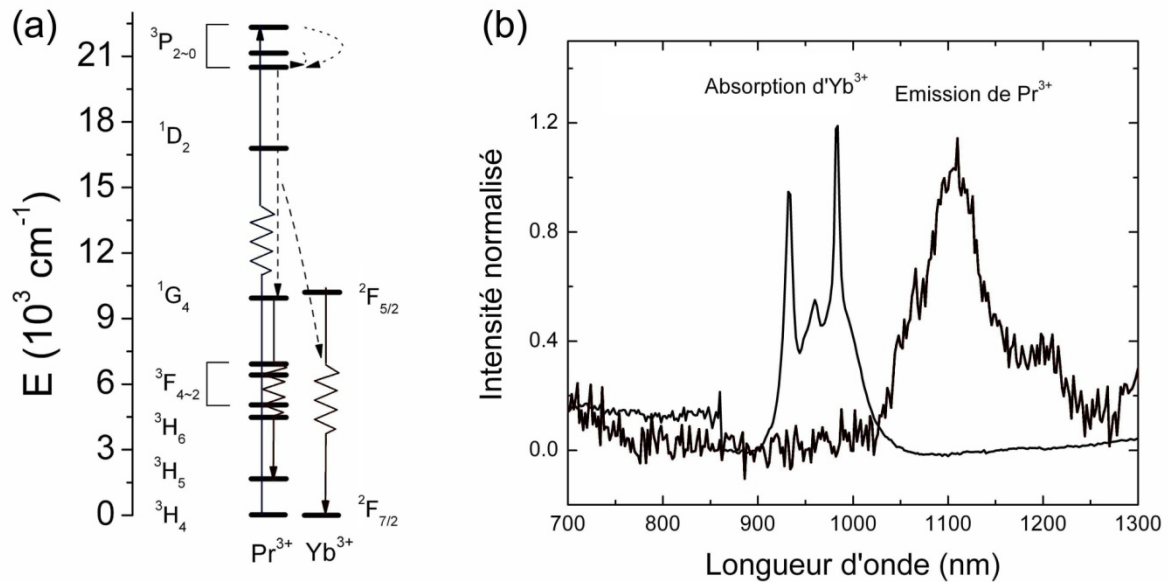 (a)
E (10³ cm⁻¹)
21
18
15
12
9
6
3
0
³P₂~₀
¹D₂
¹G₄
³F₄~₂
³H₆
³H₅
³H₄
²F₅/₂
²F₇/₂
Pr³⁺ Yb³⁺
(b)
Absorption d'Yb³⁺
Emission de Pr³⁺
Intensité normalisé
1.2
0.8
0.4
0.0
700 800 900 1000 1100 1200 1300
Longueur d'onde (nm)